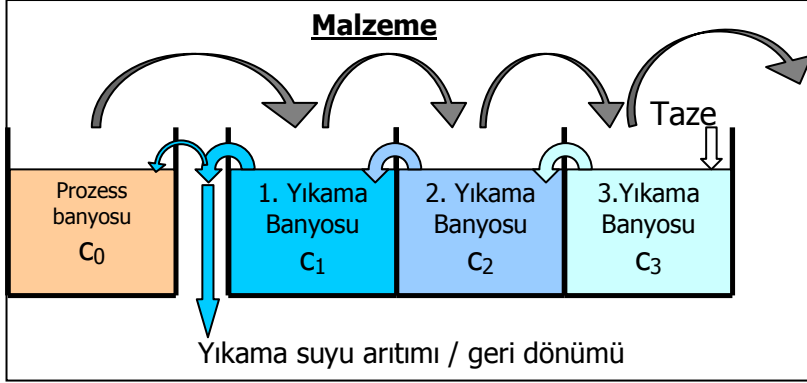 Malzeme
Taze
Prozess
banyosu
C₀
1. Yıkama
Banyosu
C₁
2. Yıkama
Banyosu
C₂
3.Yıkama
Banyosu
C₃
Yıkama suyu arıtımı / geri dönümü